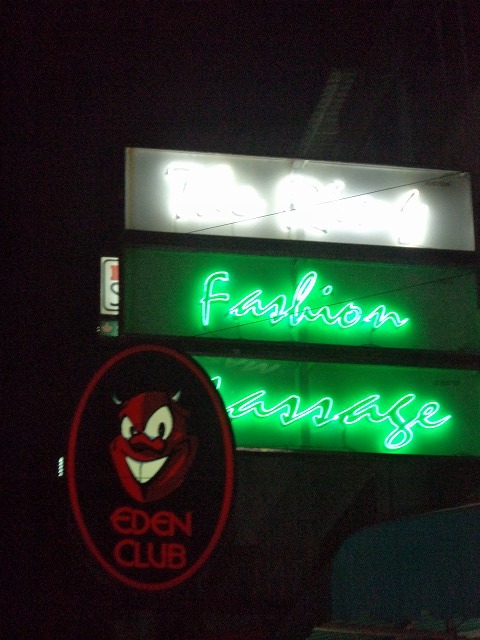 Fashion
massage
EDEN
CLUB